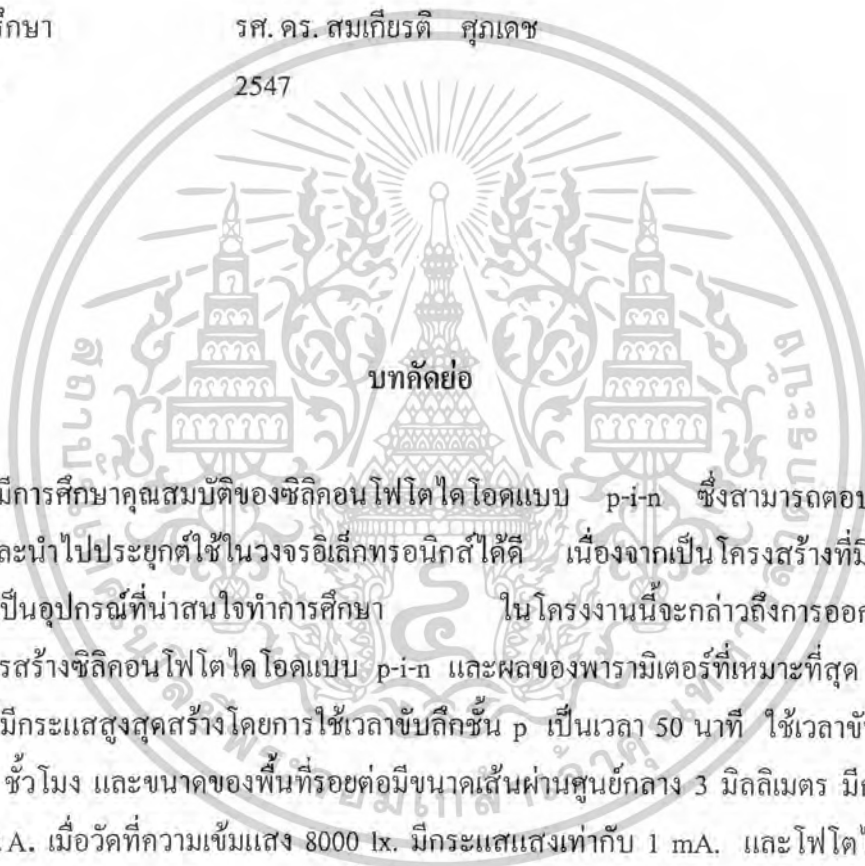 รศ. ดร. สมเกียรติ ศุภเดช
2547
บทคัดย่อ
มีการศึกษาคุณสมบัติของซิลิคอนโฟโตไดโอดแบบ p-i-n ซึ่งสามารถตอบ
ละนำไปประยุกต์ใช้ในวงจรอิเล็กทรอนิกส์ได้ดี เนื่องจากเป็นโครงสร้างที่มี
เป็นอุปกรณ์ที่น่าสนใจทำการศึกษา ในโครงงานนี้จะกล่าวถึงการออก
รสร้างซิลิคอนโฟโตไดโอดแบบ p-i-n และผลของพารามิเตอร์ที่เหมาะที่สุด
มีกระแสสูงสุดสร้างโดยการใช้เวลาขับลึกชั้น p เป็นเวลา 50 นาที ใช้เวลาขั
ชั่วโมง และขนาดของพื้นที่รอยต่อมีขนาดเส้นผ่านศูนย์กลาง 3 มิลลิเมตร มี
A. เมื่อวัดที่ความเข้มแสง 8000 lx. มีกระแสแสงเท่ากับ 1 mA. และโฟโตไ